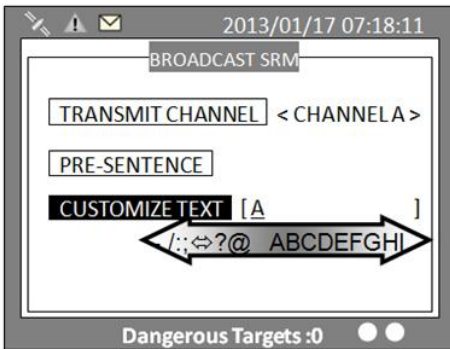 2013/01/17 07:18:11
BROADCAST SRM
TRANSMIT CHANNEL < CHANNEL A >
PRE-SENTENCE
CUSTOMIZE TEXT [A ]
- /:;⇔?@ ABCDEFGHI
Dangerous Targets :0